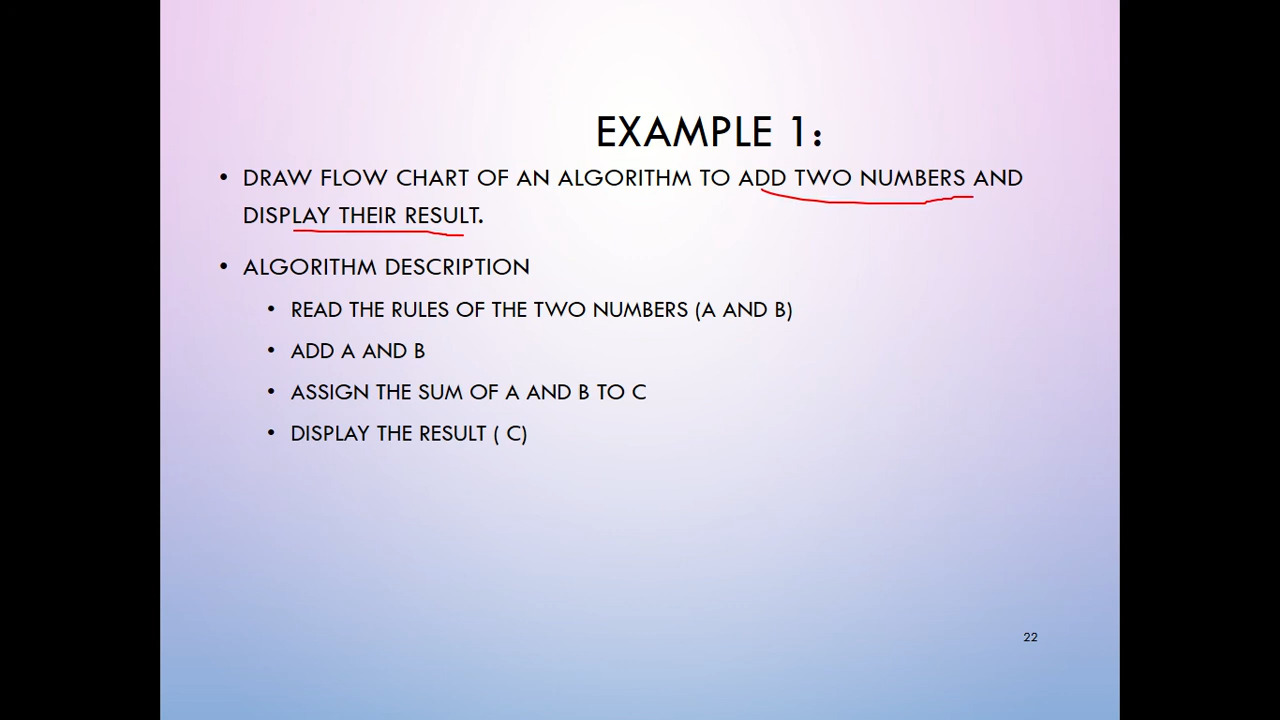 EXAMPLE 1:
• DRAW FLOW CHART OF AN ALGORITHM TO ADD TWO NUMBERS AND
DISPLAY THEIR RESULT.
• ALGORITHM DESCRIPTION
• READ THE RULES OF THE TWO NUMBERS (A AND B)
• ADD A AND B
• ASSIGN THE SUM OF A AND B TO C
• DISPLAY THE RESULT ( C)
22